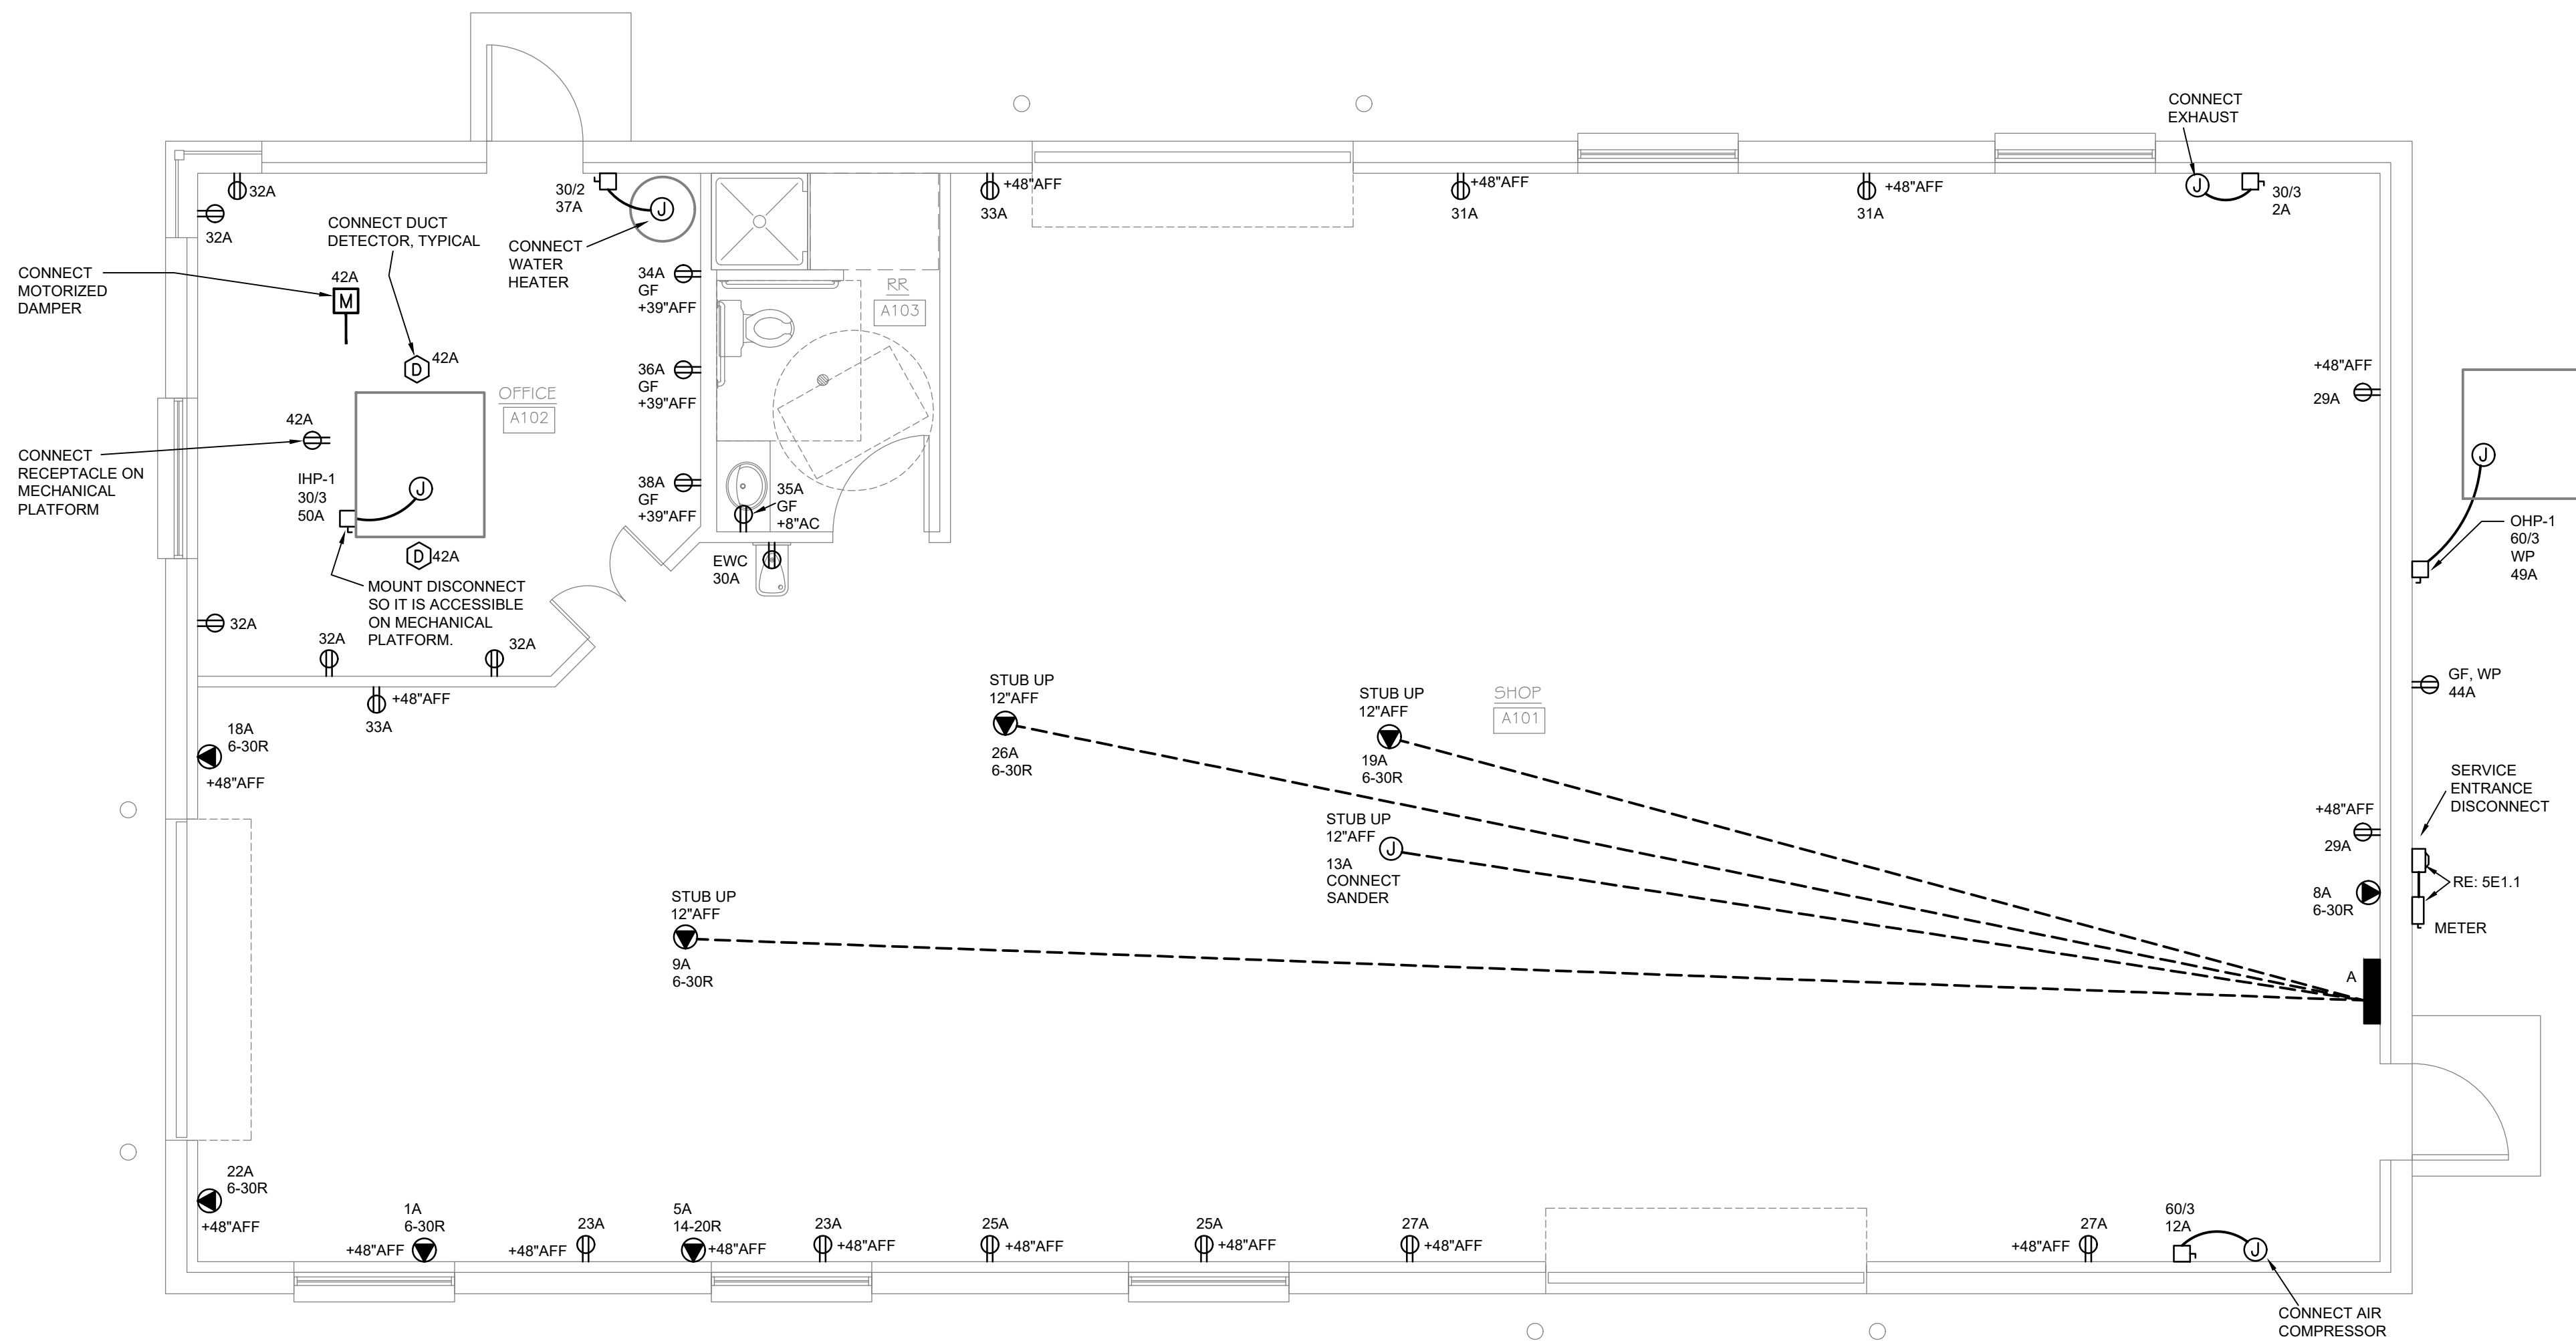 CONNECT
EXHAUST
30/3
2A
32A
32A
30/2
37A
CONNECT
WATER
HEATER
CONNECT DUCT
DETECTOR, TYPICAL
CONNECT
MOTORIZED
DAMPER
42A
M
D
42A
J
+48"AFF
33A
+48"AFF
31A
+48"AFF
31A
J
34A
GF
+39"AFF
RR
A103
36A
GF
+39"AFF
OFFICE
A102
42A
CONNECT
RECEPTACLE ON
MECHANICAL
PLATFORM
IHP-1
30/3
50A
J
38A
GF
+39"AFF
35A
GF
+8"AC
EWC
30A
D
42A
MOUNT DISCONNECT
SO IT IS ACCESSIBLE
ON MECHANICAL
PLATFORM.
32A
32A
32A
+48"AFF
33A
+48"AFF
29A
J
OHP-1
60/3
WP
49A
GF, WP
44A
18A
6-30R
+48"AFF
STUB UP
12"AFF
26A
6-30R
STUB UP
12"AFF
19A
6-30R
SHOP
A101
STUB UP
12"AFF
J
13A
CONNECT
SANDER
STUB UP
12"AFF
9A
6-30R
SERVICE
ENTRANCE
DISCONNECT
+48"AFF
29A
8A
6-30R
RE: 5E1.1
METER
A
22A
6-30R
+48"AFF
1A
6-30R
+48"AFF
23A
+48"AFF
5A
14-20R
+48"AFF
23A
+48"AFF
25A
+48"AFF
25A
+48"AFF
27A
+48"AFF
27A
+48"AFF
60/3
12A
J
CONNECT AIR
COMPRESSOR